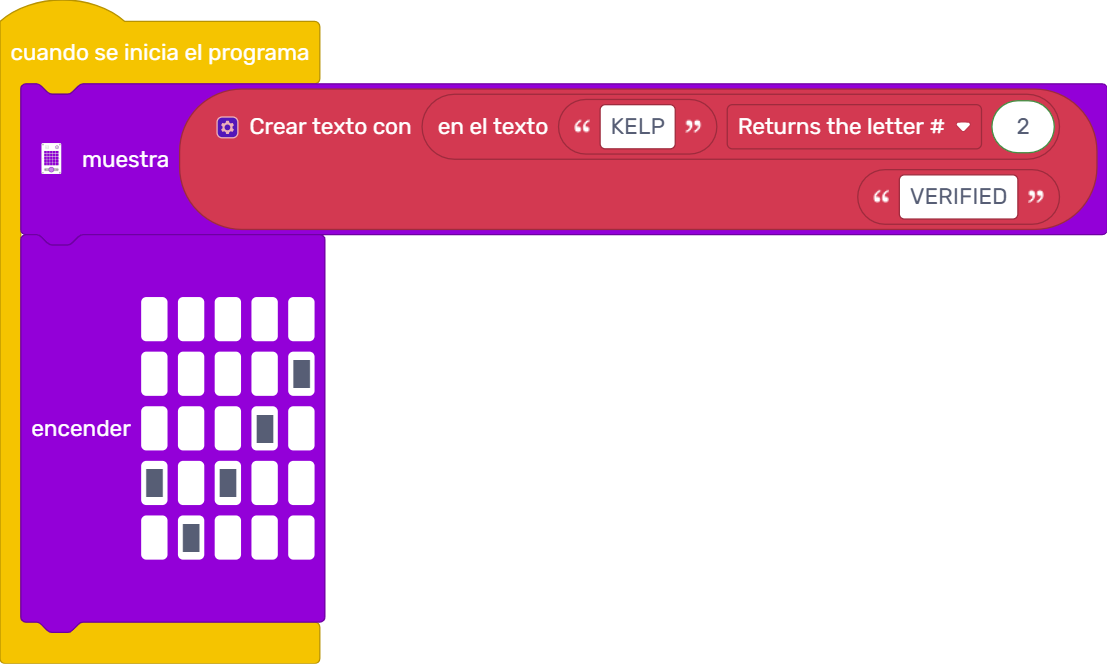 cuando se inicia el programa
muestra Crear texto con en el texto “ KELP ” Returns the letter # 2
“ VERIFIED ”
encender